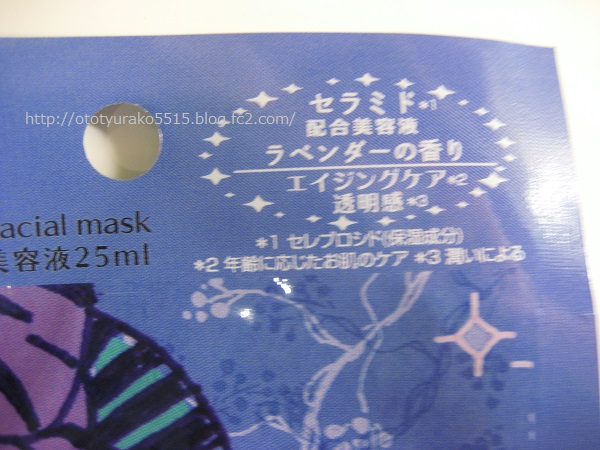 http://ototyurako5515.blog.fc2.com/
セラミド*1
配合美容液
ラベンダーの香り
エイジングケア*2
透明感*3
*1 セレブロシド(保湿成分)
*2 年齢に応じたお肌のケア *3 潤いによる
acial mask
美容液25ml